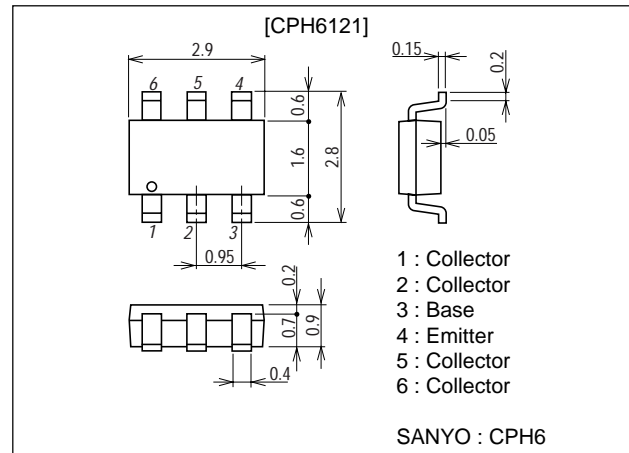 [CPH6121]
2.9
0.15
0.2
6
5
4
0.6
1.6
2.8
0.05
0.6
1
2
3
0.95
0.2
0.7
0.9
0.4
1 : Collector
2 : Collector
3 : Base
4 : Emitter
5 : Collector
6 : Collector
SANYO : CPH6